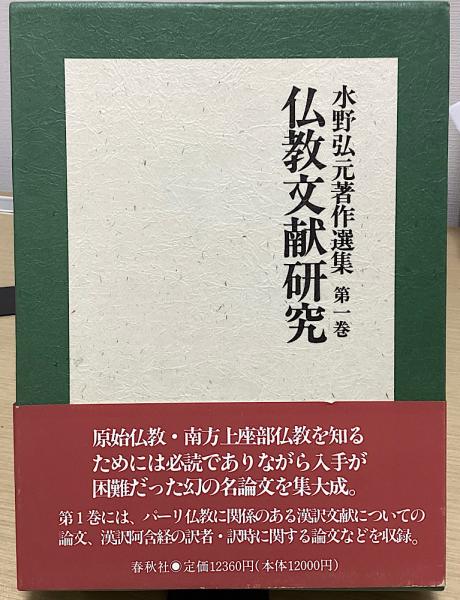 水野弘元著作選集 第一巻
仏教文献研究
原始仏教・南方上座部仏教を知る
ためには必読でありながら入手が
困難だった幻の名論文を集大成。
第1巻には、パーリ仏教に関係のある漢訳文献についての
論文、漢訳阿含経の訳者・訳時に関する論文などを収録。
春秋社●定価12360円(本体12000円)